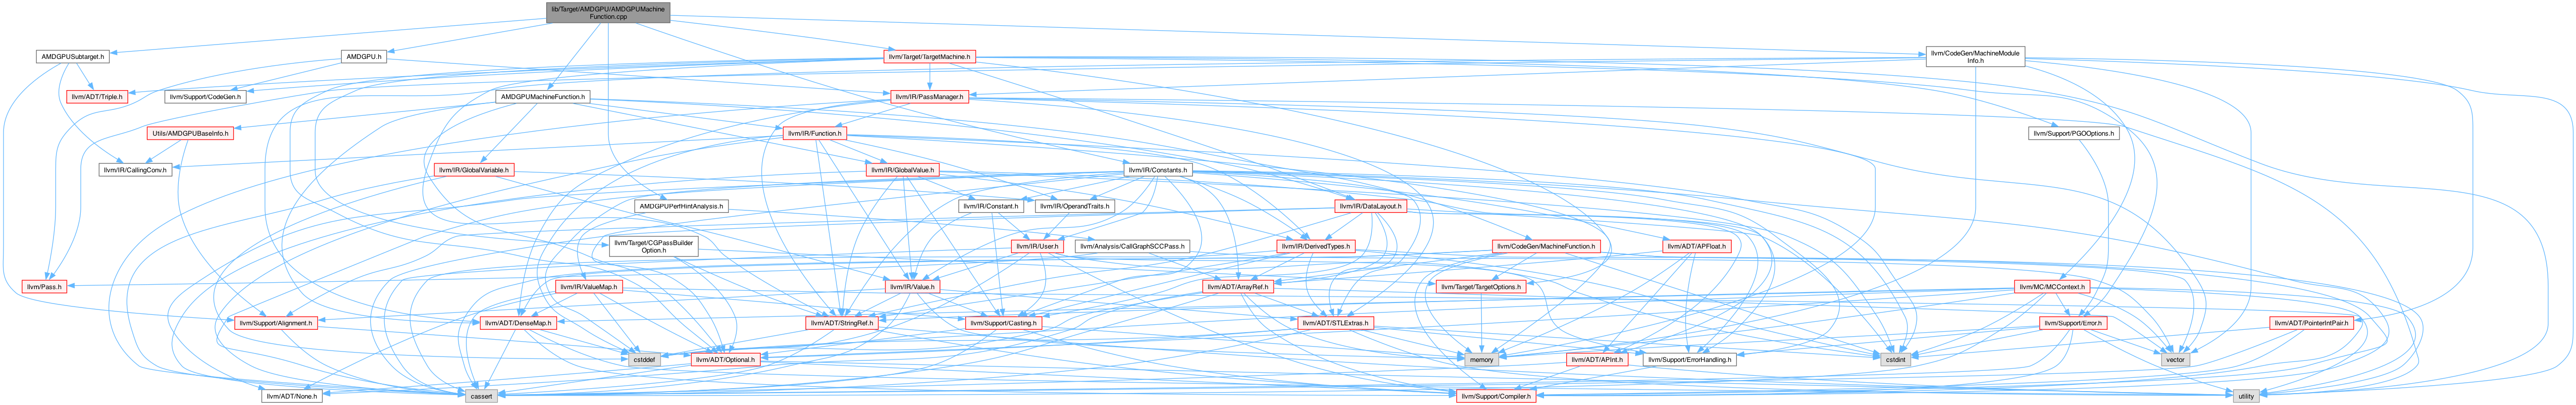 lib/Target/AMDGPU/AMDGPUMachine
Function.cpp
AMDGPUSubtarget.h
AMDGPU.h
llvm/Target/TargetMachine.h
llvm/CodeGen/MachineModule
Info.h
llvm/ADT/Triple.h
llvm/Support/CodeGen.h
AMDGPUMachineFunction.h
llvm/IR/PassManager.h
Utils/AMDGPUBaseInfo.h
llvm/IR/Function.h
llvm/Support/PGOOptions.h
llvm/IR/CallingConv.h
llvm/IR/GlobalVariable.h
llvm/IR/GlobalValue.h
llvm/IR/Constants.h
AMDGPUPerfHintAnalysis.h
llvm/IR/Constant.h
llvm/IR/OperandTraits.h
llvm/IR/DataLayout.h
llvm/Target/CGPassBuilder
Option.h
llvm/IR/User.h
llvm/Analysis/CallGraphSCCPass.h
llvm/IR/DerivedTypes.h
llvm/CodeGen/MachineFunction.h
llvm/ADT/APFloat.h
llvm/Pass.h
llvm/IR/ValueMap.h
llvm/IR/Value.h
llvm/ADT/ArrayRef.h
llvm/Target/TargetOptions.h
llvm/MC/MCContext.h
llvm/Support/Alignment.h
llvm/ADT/DenseMap.h
llvm/ADT/StringRef.h
llvm/Support/Casting.h
llvm/ADT/STLExtras.h
llvm/Support/Error.h
llvm/ADT/PointerIntPair.h
cstddef
llvm/ADT/Optional.h
memory
llvm/ADT/APInt.h
llvm/Support/ErrorHandling.h
cstdint
vector
llvm/ADT/None.h
cassert
llvm/Support/Compiler.h
utility